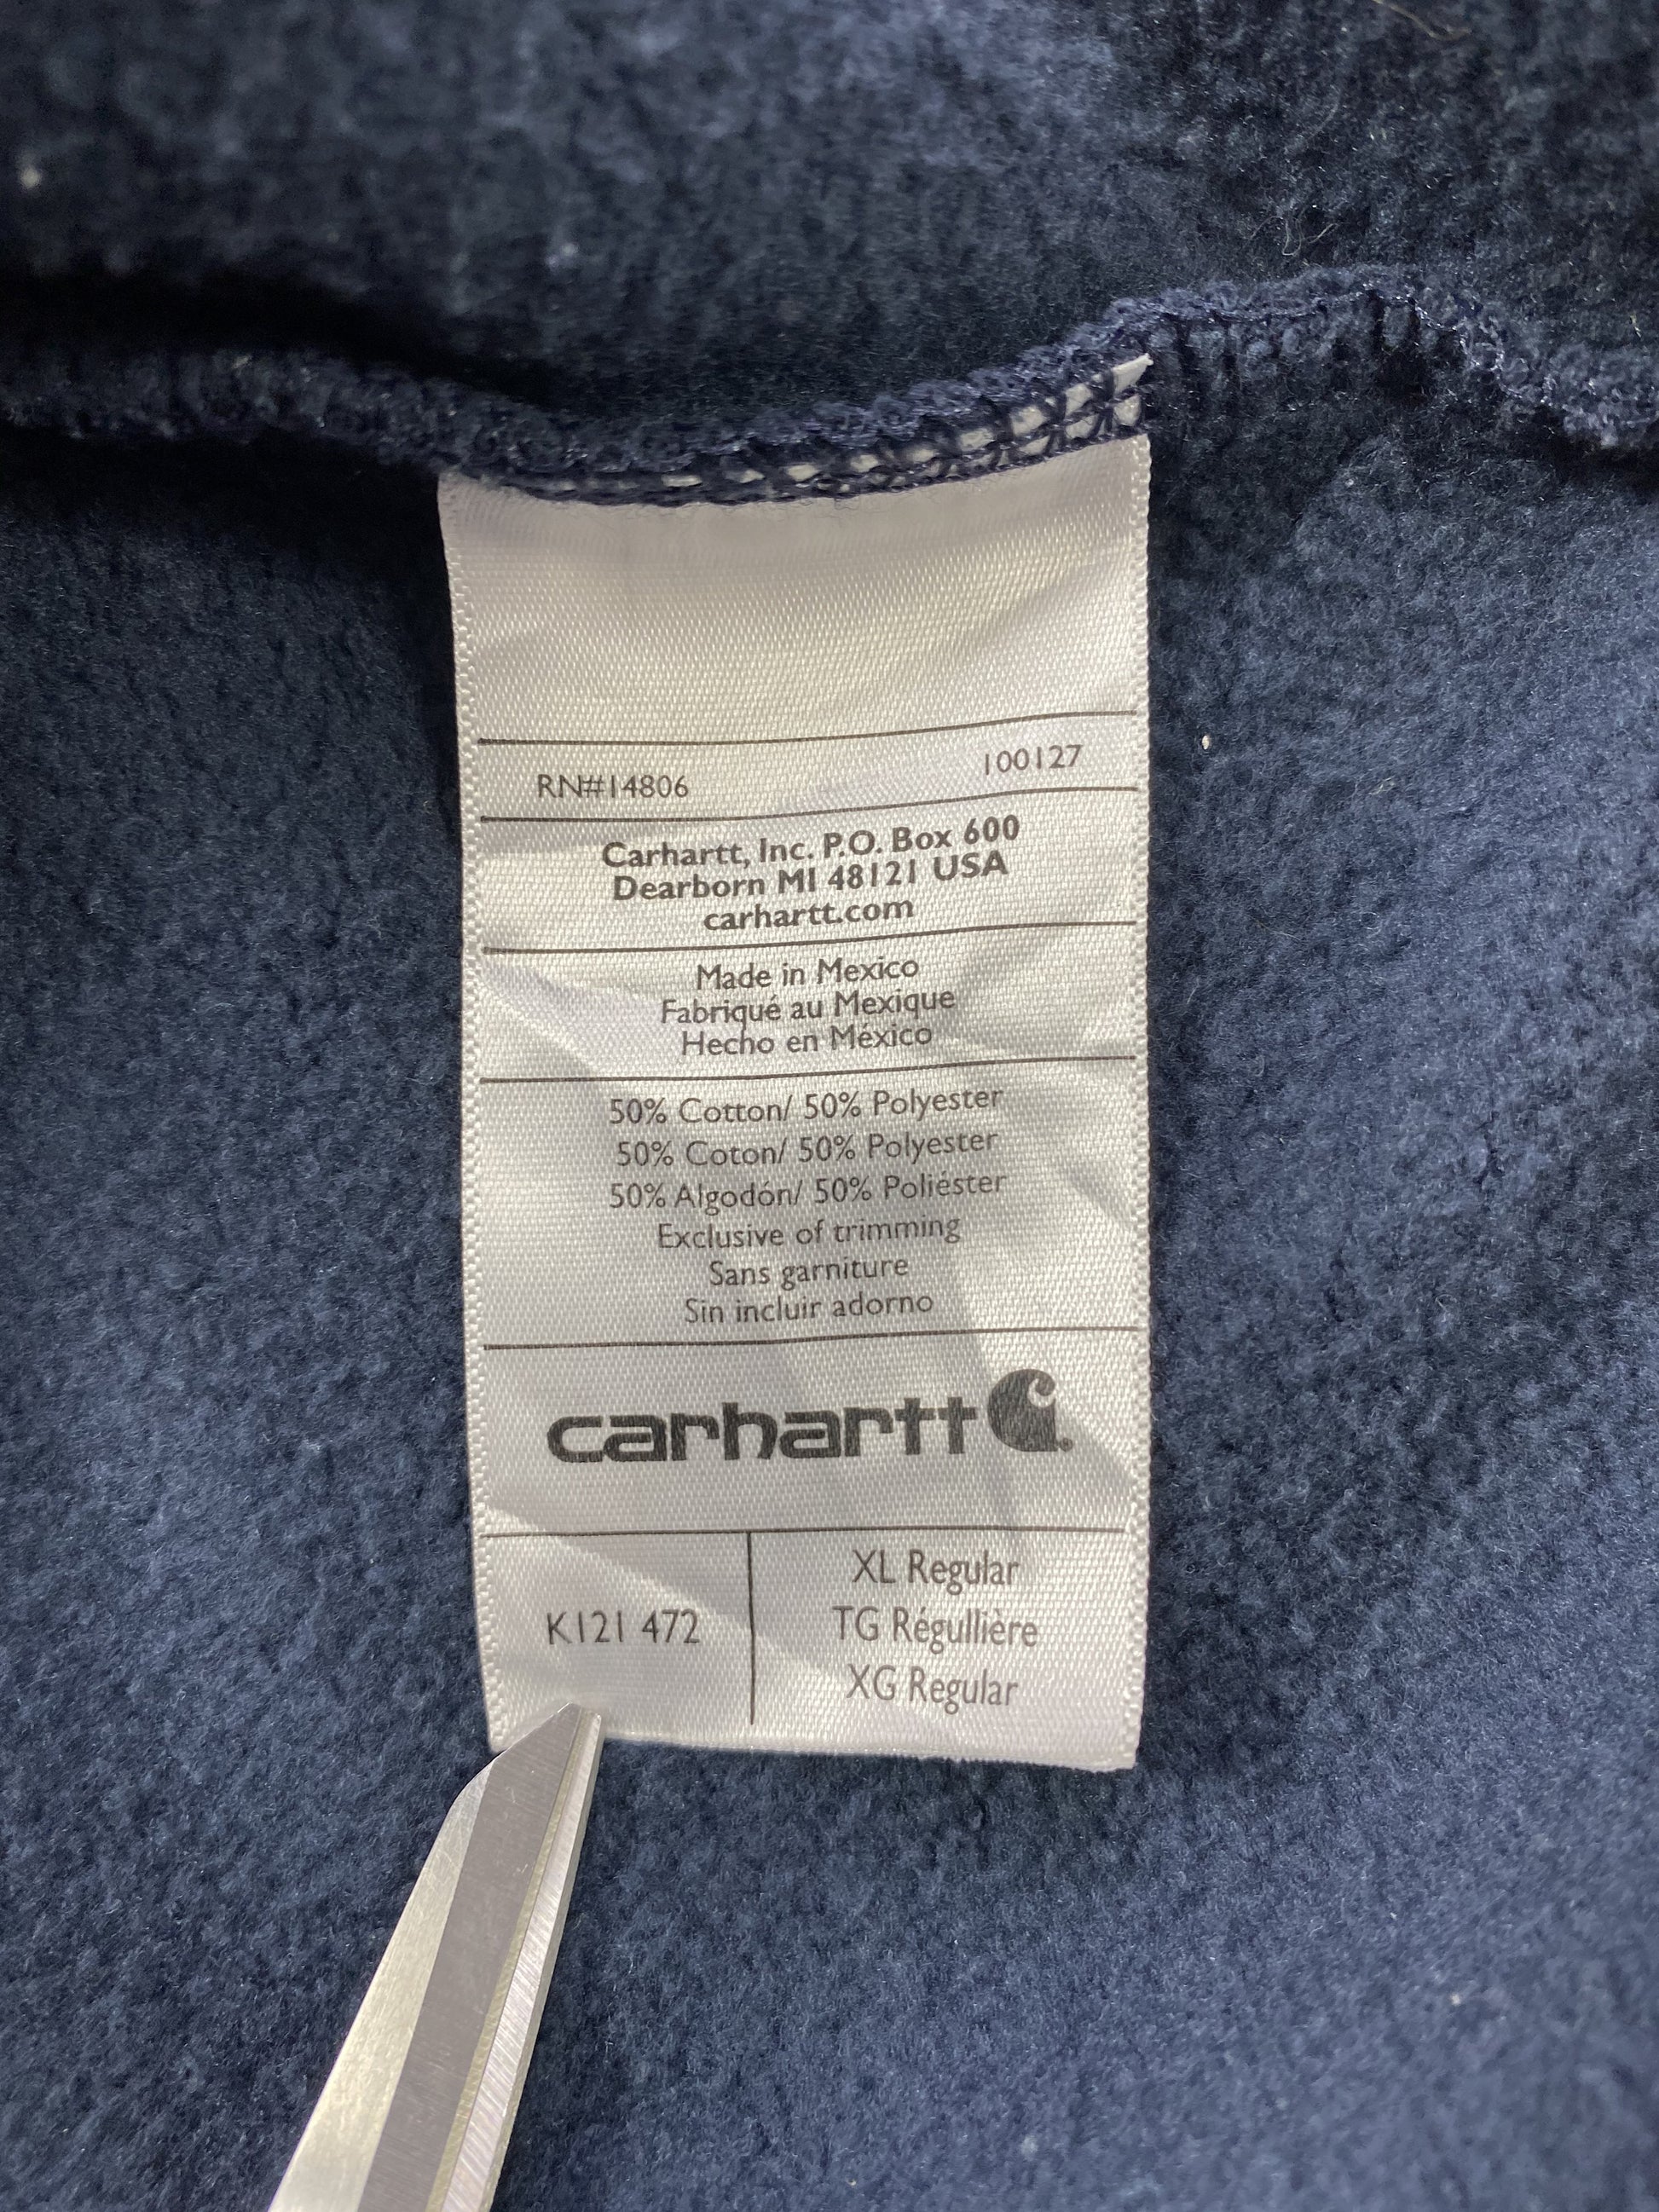 RN#14806 100127
Carhartt, Inc. P.O. Box 600
Dearborn MI 48121 USA
carhartt.com
Made in Mexico
Fabriqué au Mexique
Hecho en México
50% Cotton/ 50% Polyester
50% Coton/ 50% Polyester
50% Algodón/ 50% Poliéster
Exclusive of trimming
Sans garniture
Sin incluir adorno
carhartt
K121 472
XL Regular
TG Régullière
XG Regular